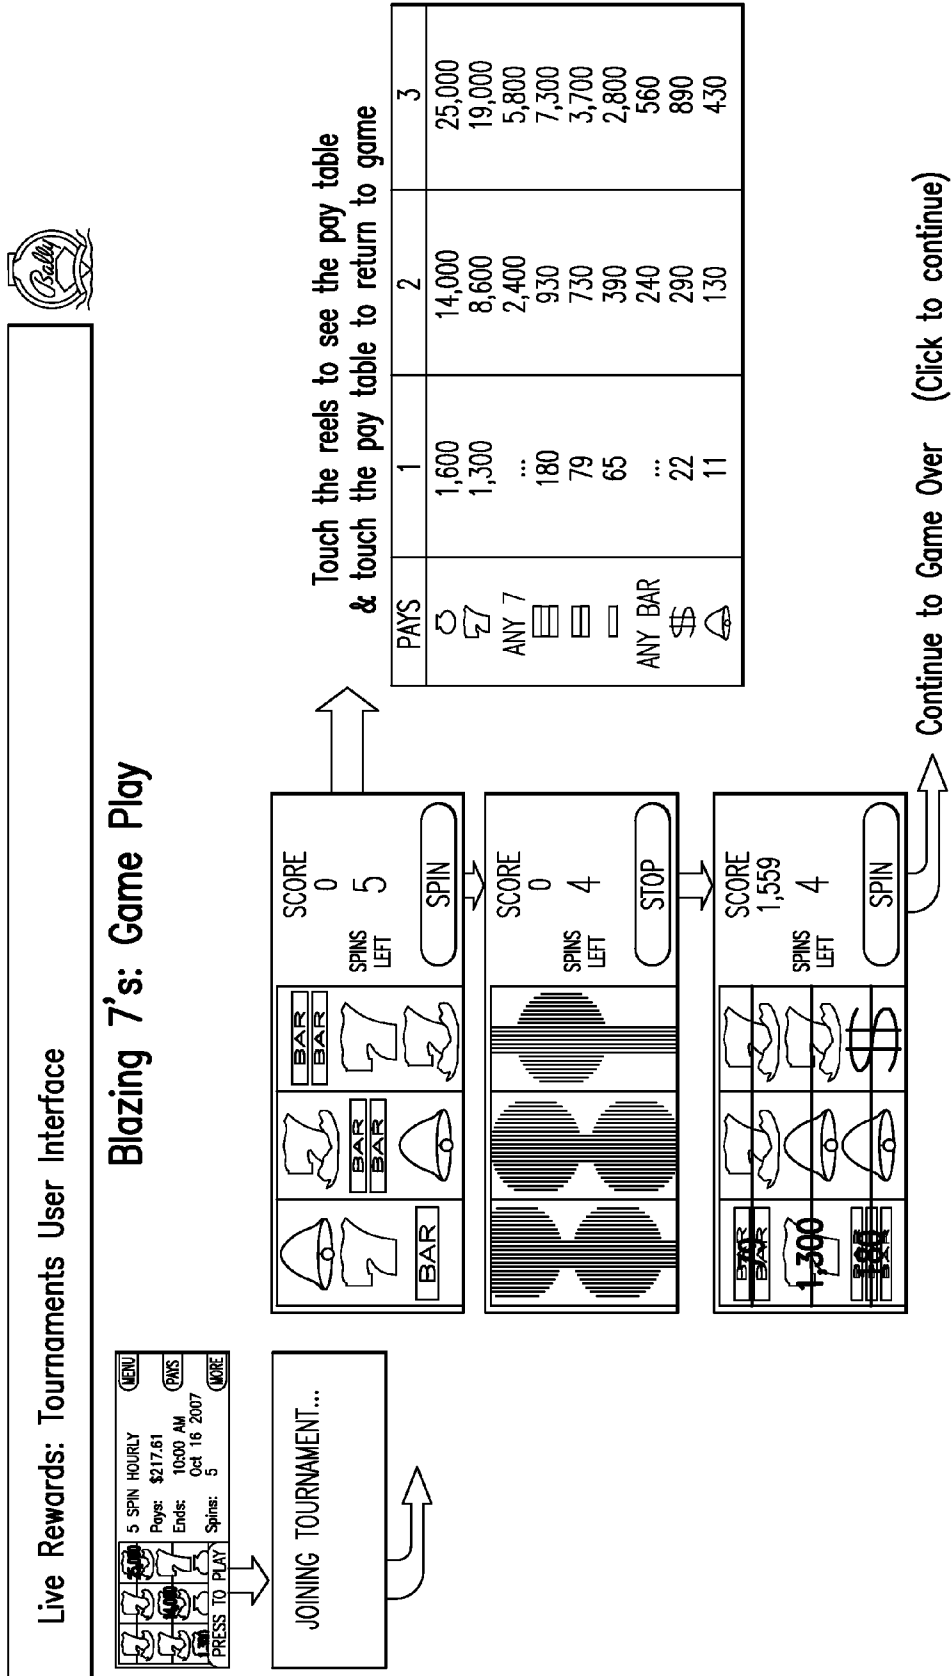 Live Rewards: Tournaments User Interface
Bally
Blazing 7's: Game Play
5 SPIN HOURLY
Pays: $217.61
Ends: 10:00 AM
Oct 16 2007
Spins: 5
MENU
PAYS
MORE
PRESS TO PLAY
JOINING TOURNAMENT...
BAR
BAR
BAR
BAR
BAR
SCORE
0
SPINS
LEFT
5
SPIN
SCORE
0
SPINS
LEFT
4
STOP
BAR
BAR
79
1,300
BAR
BAR
180
SCORE
1,559
SPINS
LEFT
4
SPIN
Touch the reels to see the pay table
& touch the pay table to return to game
PAYS 1 2 3
1,600 14,000 25,000
1,300 8,600 19,000
ANY 7 ... 2,400 5,800
180 930 7,300
79 730 3,700
65 390 2,800
ANY BAR ... 240 560
$ 22 290 890
11 130 430
Continue to Game Over (Click to continue)